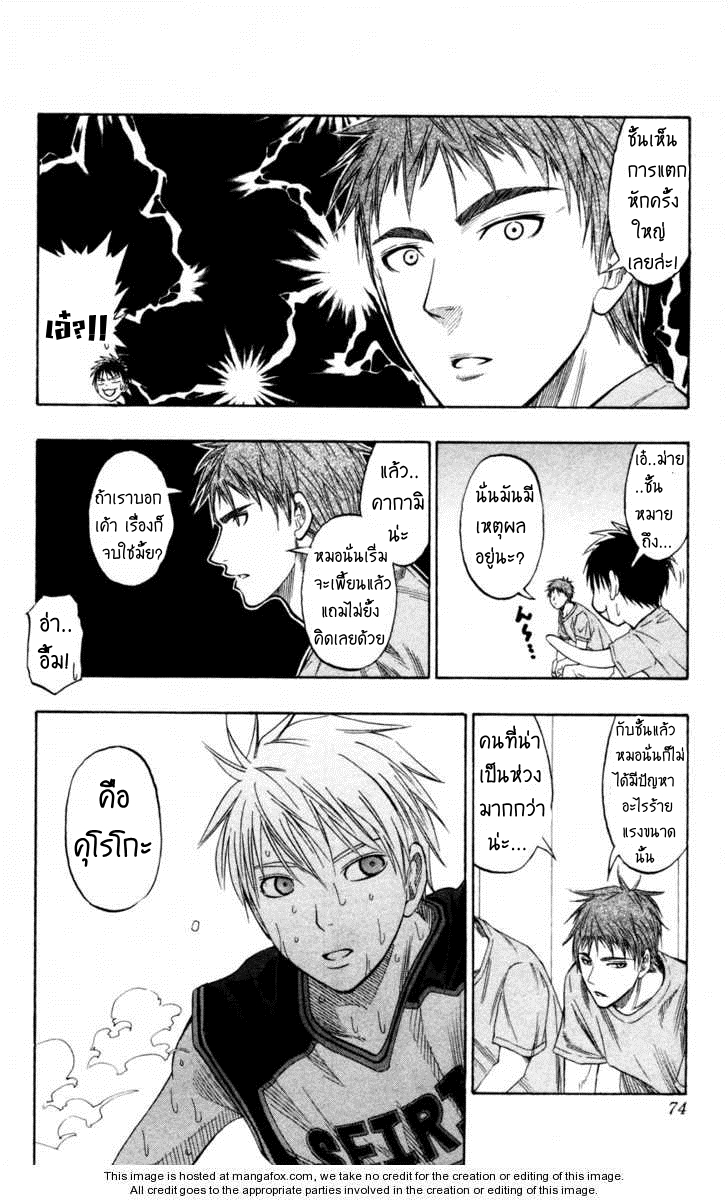 ชั้นเห็น
การแตก
หักครั้ง
ใหญ่
เลยล่ะ!
เอ๋?!!
เอ๋..ม่าย
..ชั้น
หมาย
ถึง...
นั่นมันมี
เหตุผล
อยู่นะ?
แล้ว..
คากามิ
น่ะ
หมอนั่นเริ่ม
จะเพี้ยนแล้ว
แถมไม่ยั้ง
คิดเลยด้วย
ถ้าเราบอก
เค้า เรื่องก็
จบใช่มั้ย?
อ่า..
อื้ม!
กับชั้นแล้ว
หมอนั่นก็ไม่
ได้มีปัญหา
อะไรร้าย
แรงขนาด
นั้น
คนที่น่า
เป็นห่วง
มากกว่า
น่ะ...
คือ
คุโรโกะ
SEIRI
74
This image is hosted at mangafox.com, we take no credit for the creation or editing of this image.
All credit goes to the appropriate parties involved in the creation or editing of this image.